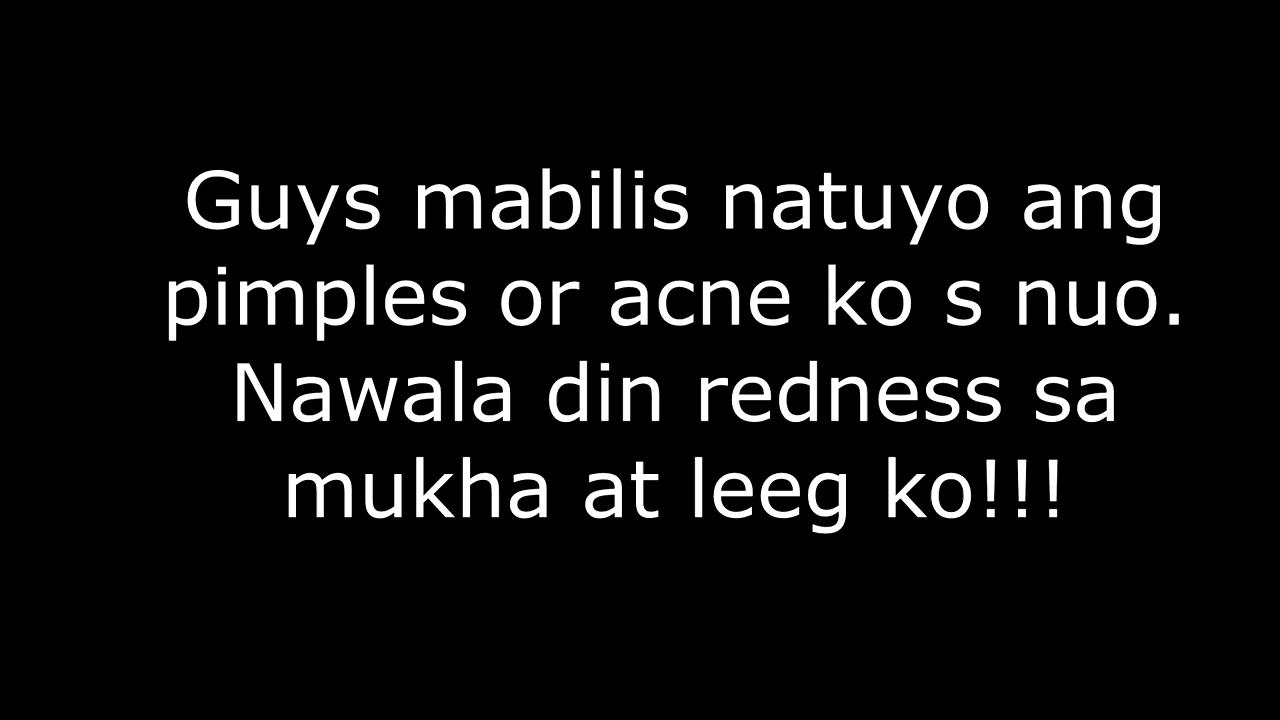 Guys mabilis natuyo ang
pimples or acne ko s nuo.
Nawala din redness sa
mukha at leeg ko!!!